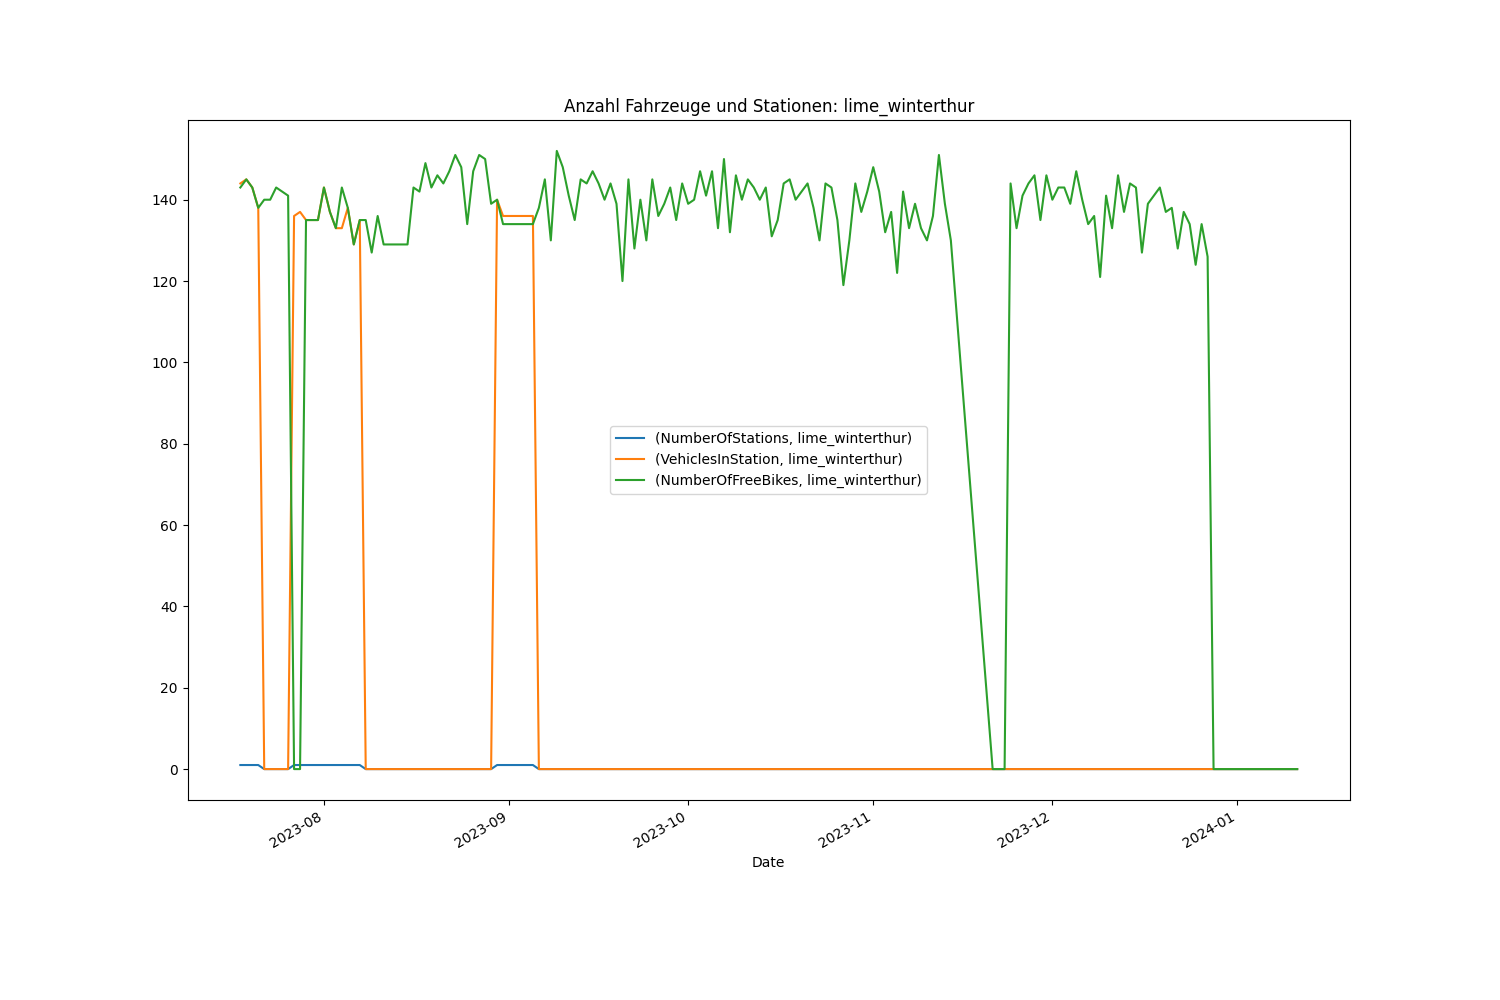 Anzahl Fahrzeuge und Stationen: lime_winterthur
140
120
100
80
60
40
20
0
(NumberOfStations, lime_winterthur)
(VehiclesInStation, lime_winterthur)
(NumberOfFreeBikes, lime_winterthur)
2023-08
2023-09
2023-10
2023-11
2023-12
2024-01
Date